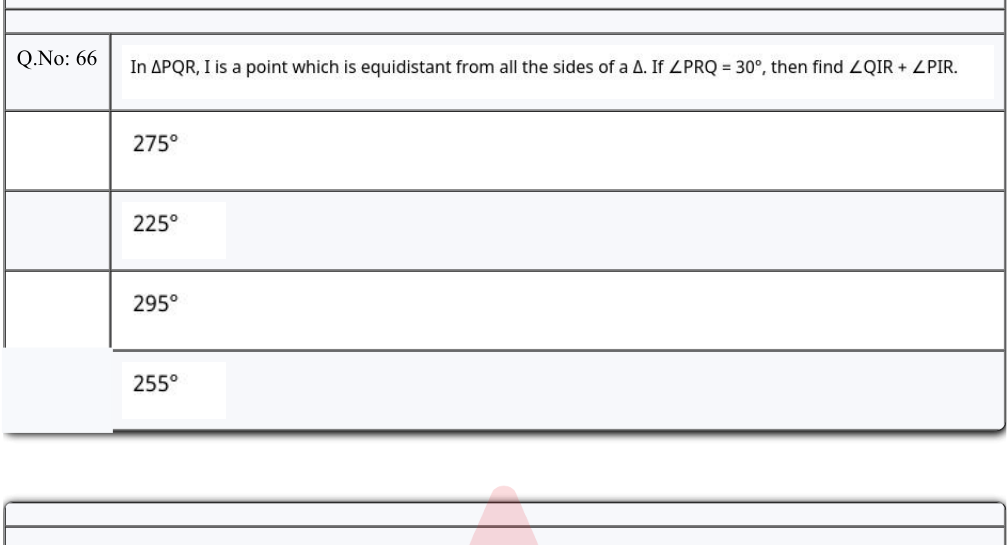 Q.No: 66
In ΔPQR, I is a point which is equidistant from all the sides of a Δ. If ∠PRQ = 30°, then find ∠QIR + ∠PIR.
275°
225°
295°
255°